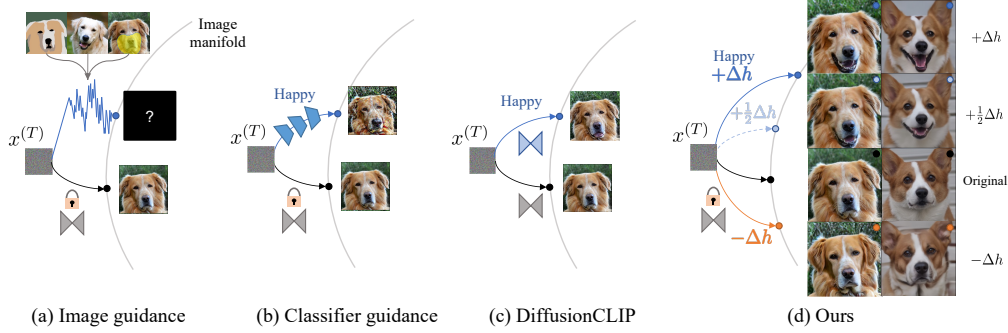 Image
manifold
?
x^{(T)}
(a) Image guidance
Happy
x^{(T)}
(b) Classifier guidance
Happy
x^{(T)}
(c) DiffusionCLIP
Happy
+Δh
+½Δh
x^{(T)}
−Δh
+Δh
+½Δh
Original
−Δh
(d) Ours